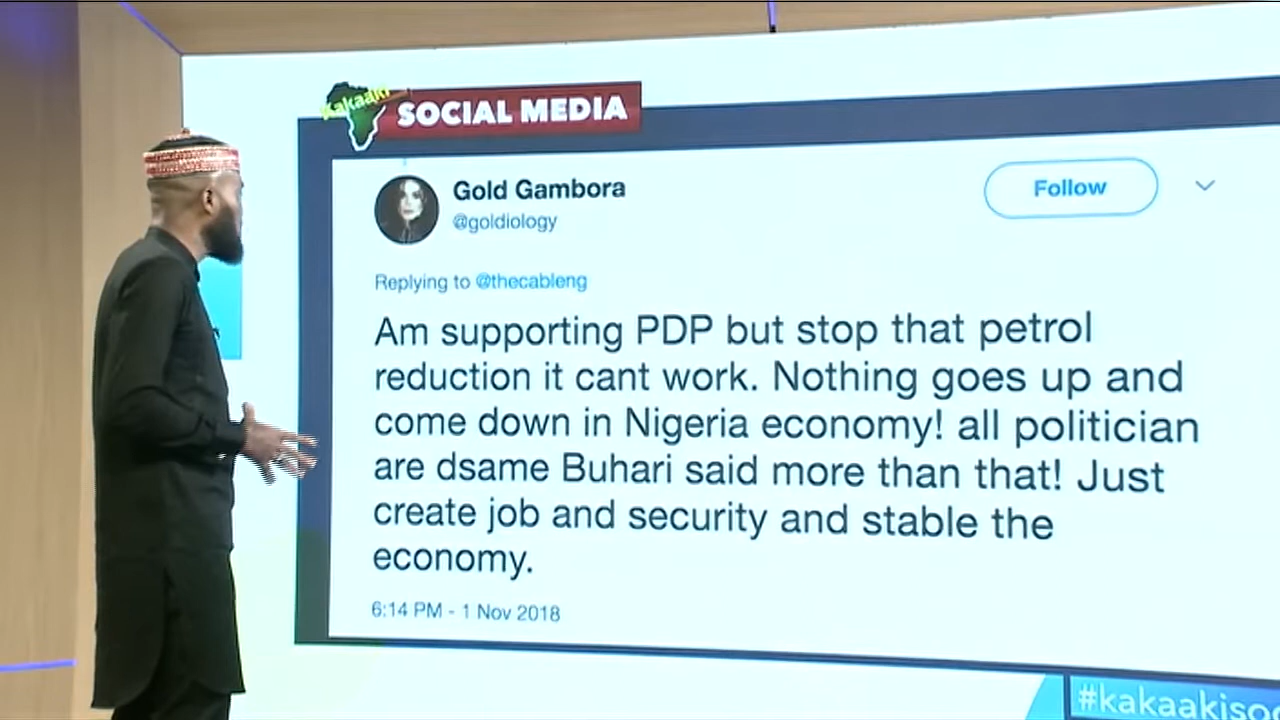 Kakaaki
SOCIAL MEDIA
Gold Gambora
@goldiology
Follow
Replying to @thecableng
Am supporting PDP but stop that petrol
reduction it cant work. Nothing goes up and
come down in Nigeria economy! all politician
are dsame Buhari said more than that! Just
create job and security and stable the
economy.
6:14 PM - 1 Nov 2018
#kakaakisoc